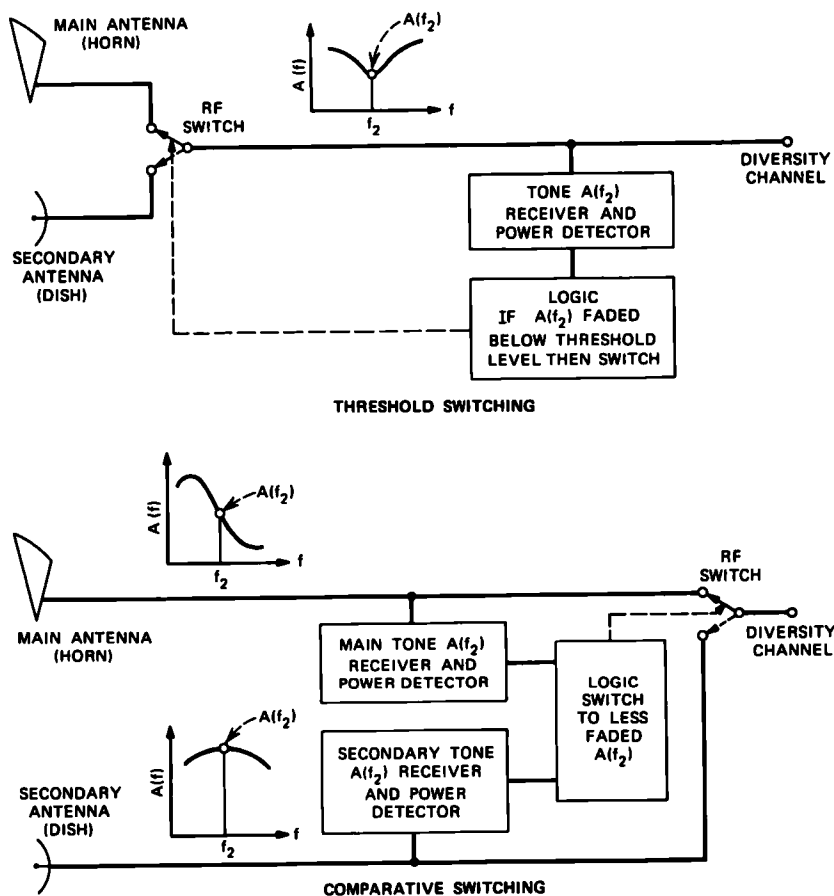 MAIN ANTENNA
(HORN)
RF
SWITCH
A(f)
A(f₂)
f₂
f
DIVERSITY
CHANNEL
SECONDARY
ANTENNA
(DISH)
TONE A(f₂)
RECEIVER AND
POWER DETECTOR
LOGIC
IF A(f₂) FADED
BELOW THRESHOLD
LEVEL THEN SWITCH
THRESHOLD SWITCHING
A(f)
A(f₂)
f₂
f
RF
SWITCH
MAIN ANTENNA
(HORN)
DIVERSITY
CHANNEL
MAIN TONE A(f₂)
RECEIVER AND
POWER DETECTOR
LOGIC
SWITCH
TO LESS
FADED
A(f₂)
A(f)
A(f₂)
f₂
f
SECONDARY TONE
A(f₂) RECEIVER
AND POWER
DETECTOR
SECONDARY
ANTENNA
(DISH)
COMPARATIVE SWITCHING